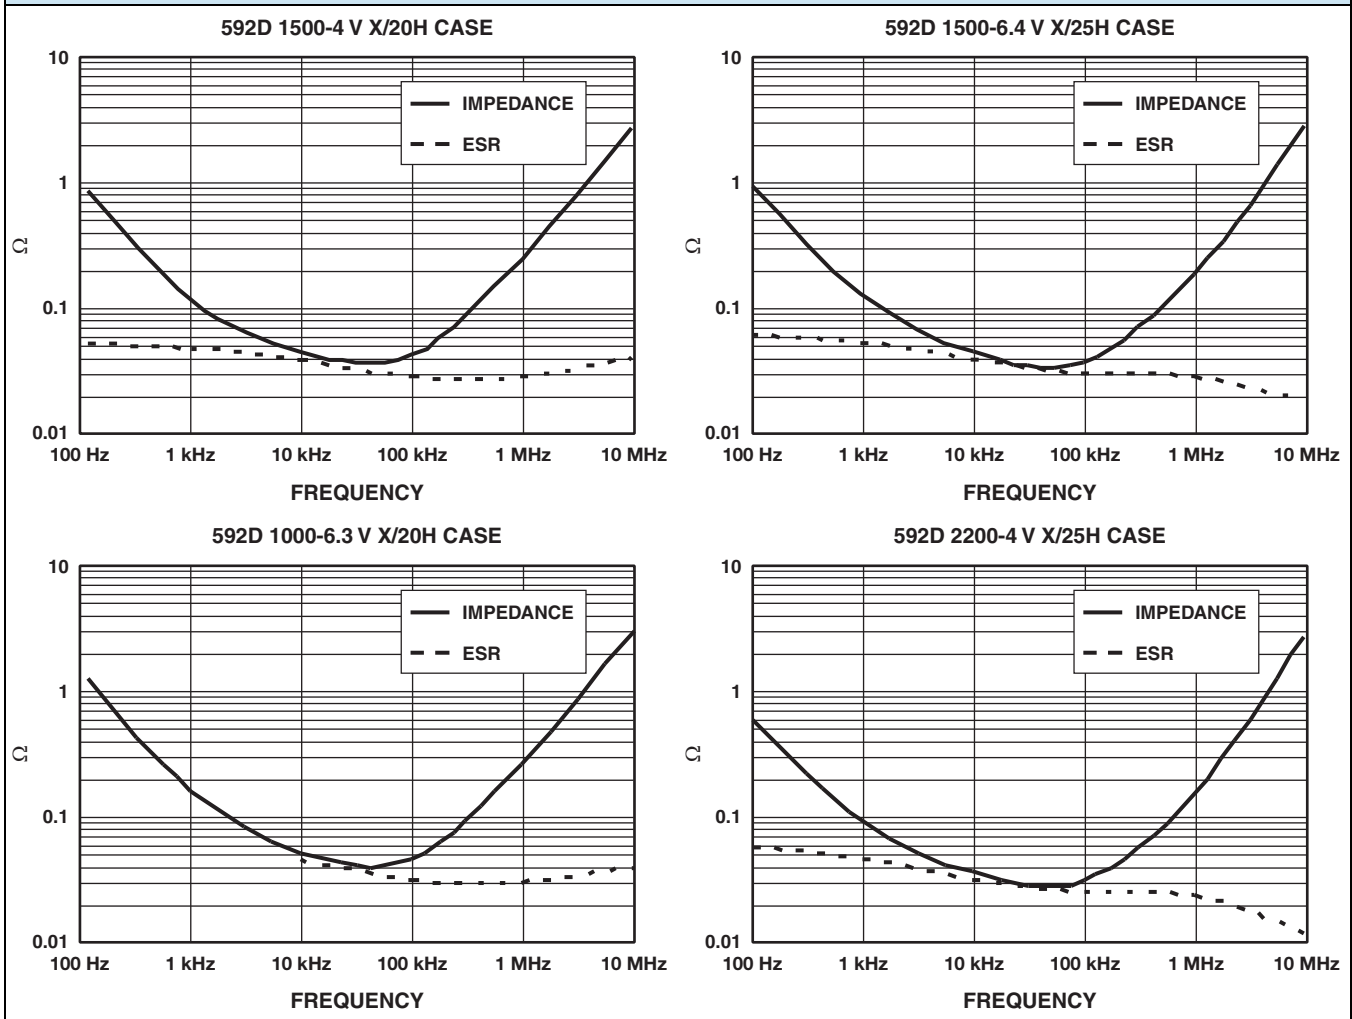 592D 1500-4 V X/20H CASE
10
1
0.1
0.01
Ω
IMPEDANCE
ESR
100 Hz 1 kHz 10 kHz 100 kHz 1 MHz 10 MHz
FREQUENCY
592D 1500-6.4 V X/25H CASE
10
1
0.1
0.01
Ω
IMPEDANCE
ESR
100 Hz 1 kHz 10 kHz 100 kHz 1 MHz 10 MHz
FREQUENCY
592D 1000-6.3 V X/20H CASE
10
1
0.1
0.01
Ω
IMPEDANCE
ESR
100 Hz 1 kHz 10 kHz 100 kHz 1 MHz 10 MHz
FREQUENCY
592D 2200-4 V X/25H CASE
10
1
0.1
0.01
Ω
IMPEDANCE
ESR
100 Hz 1 kHz 10 kHz 100 kHz 1 MHz 10 MHz
FREQUENCY